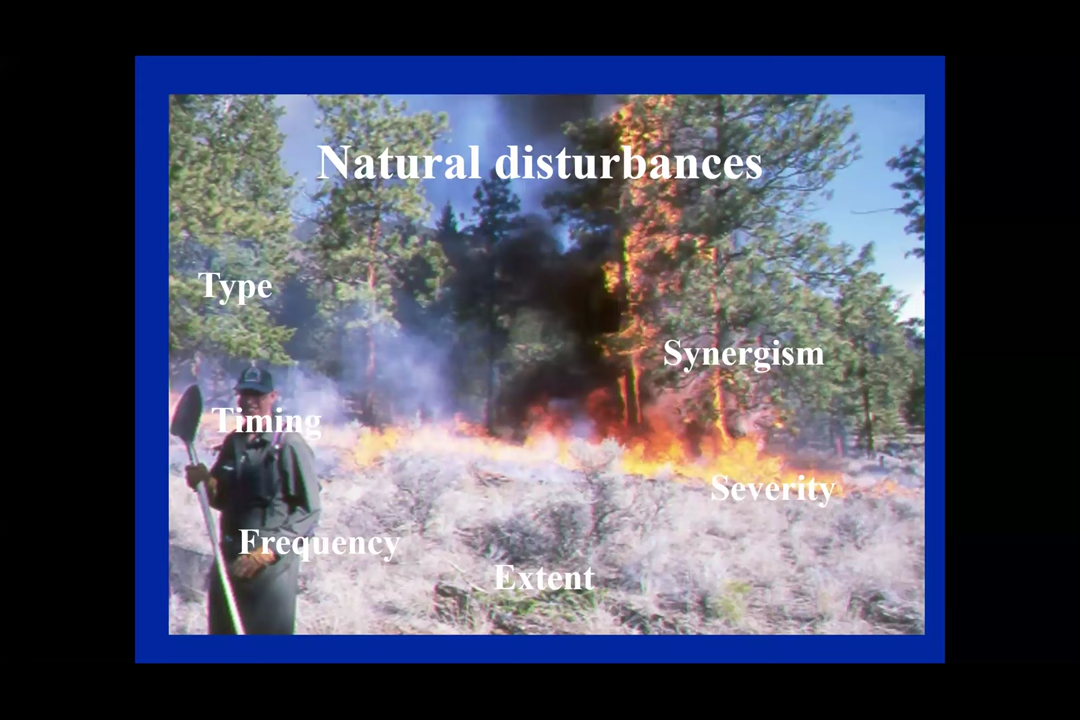 Natural disturbances
Type
Synergism
Timing
Severity
Frequency
Extent